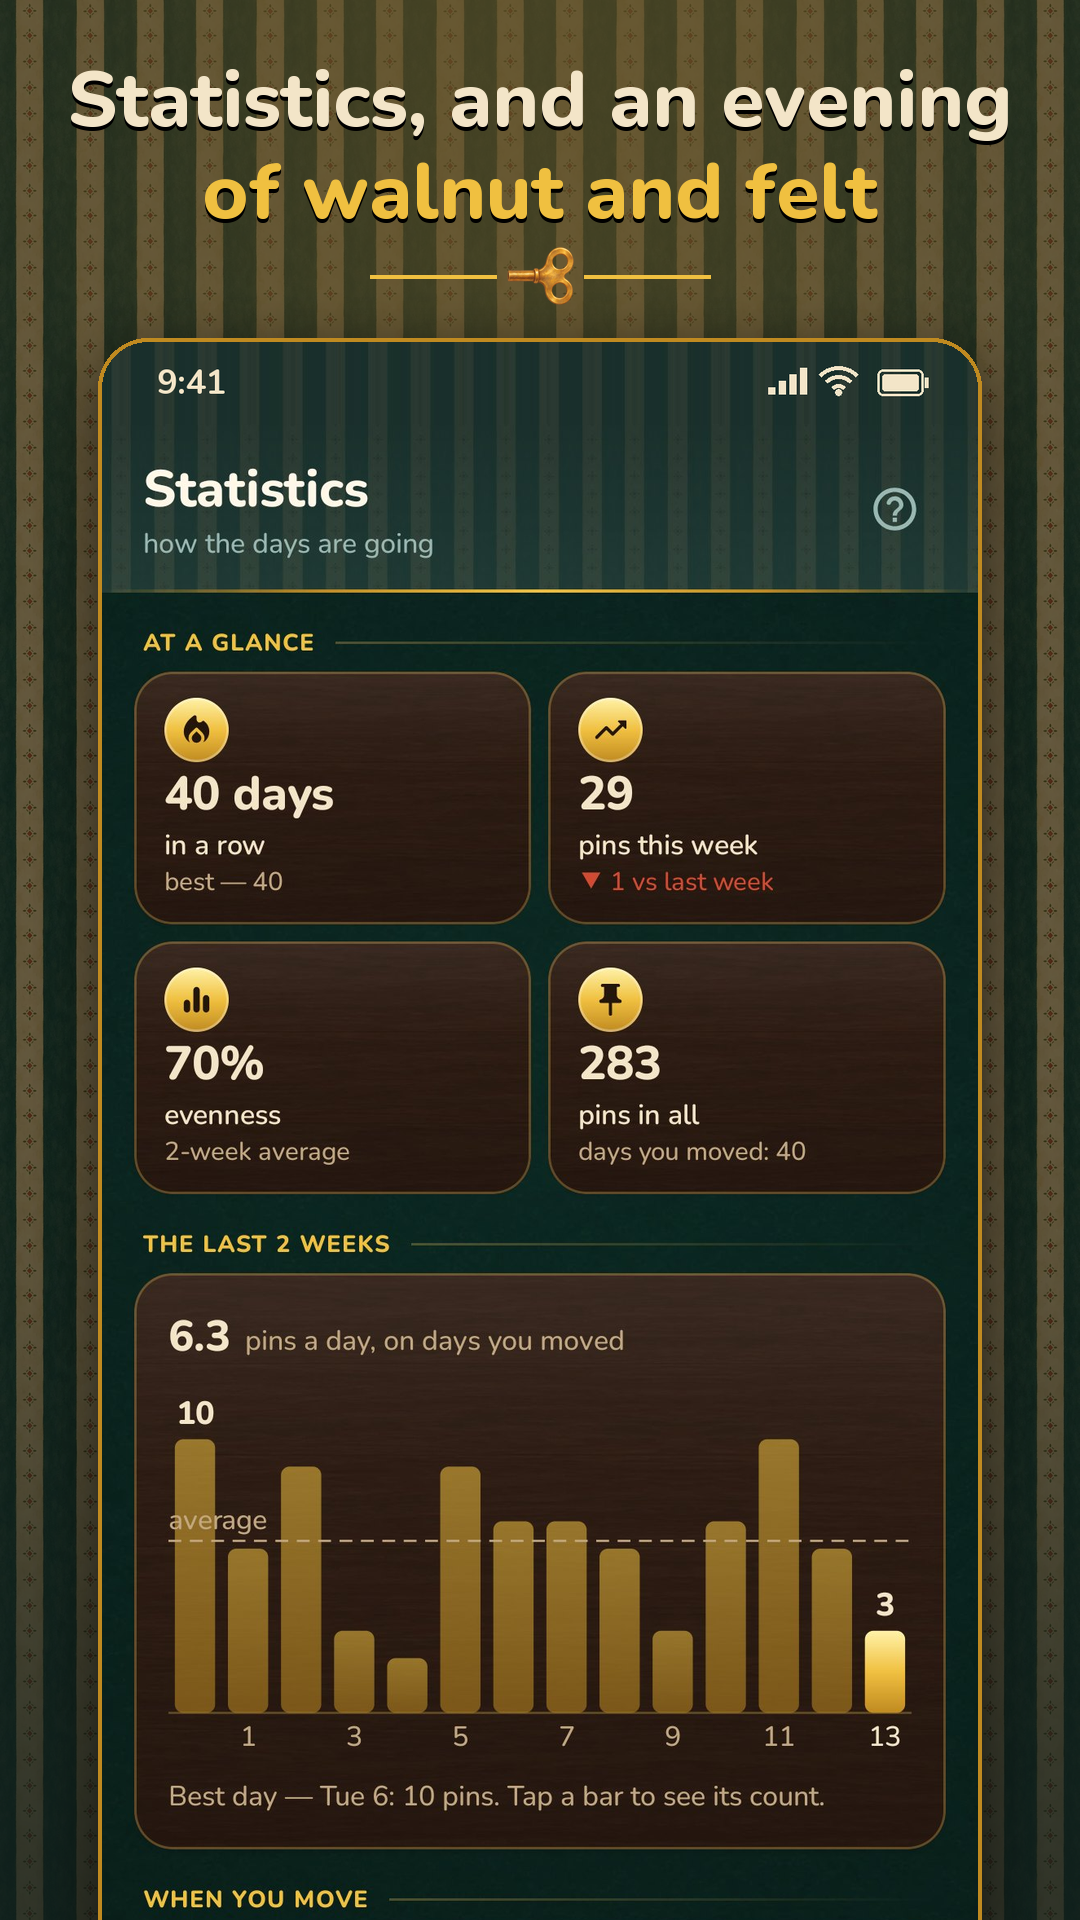 Statistics, and an evening
of walnut and felt
9:41
Statistics
how the days are going
AT A GLANCE
40 days
in a row
best — 40
29
pins this week
▼ 1 vs last week
70%
evenness
2-week average
283
pins in all
days you moved: 40
THE LAST 2 WEEKS
6.3 pins a day, on days you moved
10
average
3
1 3 5 7 9 11 13
Best day — Tue 6: 10 pins. Tap a bar to see its count.
WHEN YOU MOVE